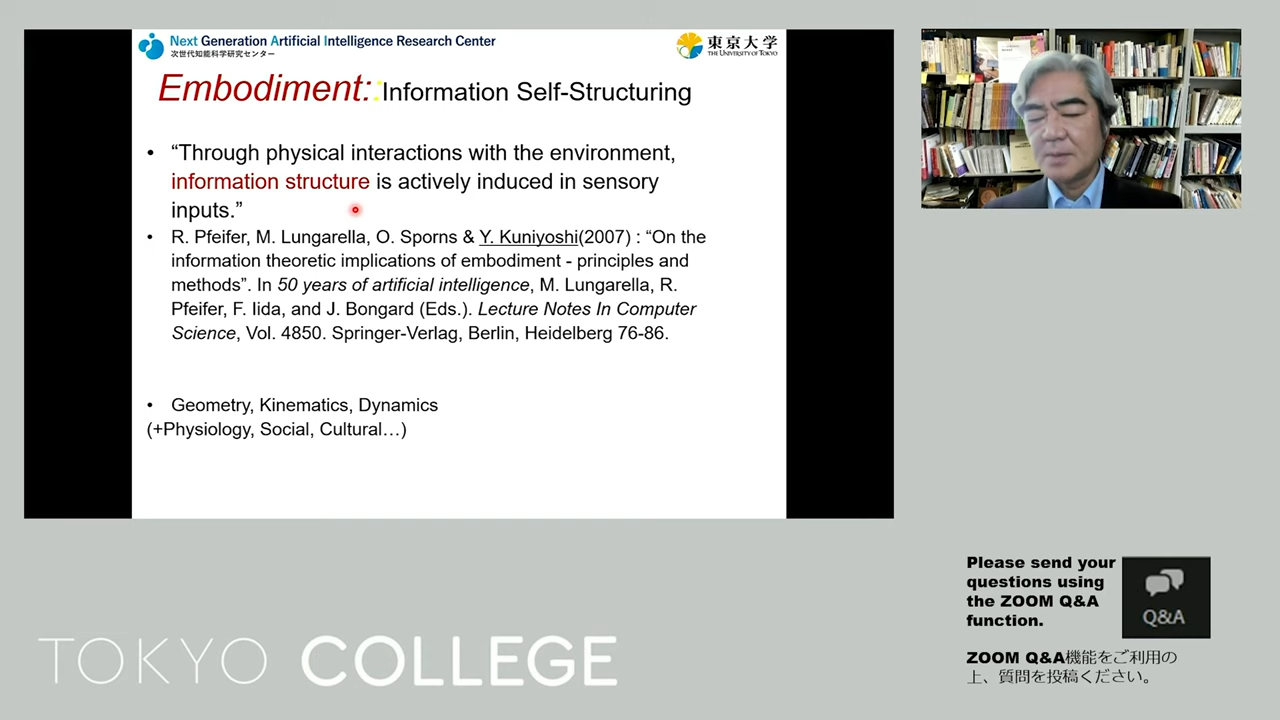 Next Generation Artificial Intelligence Research Center
次世代知能科学研究センター
東京大学
THE UNIVERSITY OF TOKYO
Embodiment: : Information Self-Structuring
• “Through physical interactions with the environment,
information structure is actively induced in sensory
inputs.”
• R. Pfeifer, M. Lungarella, O. Sporns & Y. Kuniyoshi(2007) : “On the
information theoretic implications of embodiment - principles and
methods”. In 50 years of artificial intelligence, M. Lungarella, R.
Pfeifer, F. Iida, and J. Bongard (Eds.). Lecture Notes In Computer
Science, Vol. 4850. Springer-Verlag, Berlin, Heidelberg 76-86.
• Geometry, Kinematics, Dynamics
(+Physiology, Social, Cultural…)
Please send your
questions using
the ZOOM Q&A
function.
Q&A
ZOOM Q&A機能をご利用の
上、質問を投稿ください。
TOKYO COLLEGE